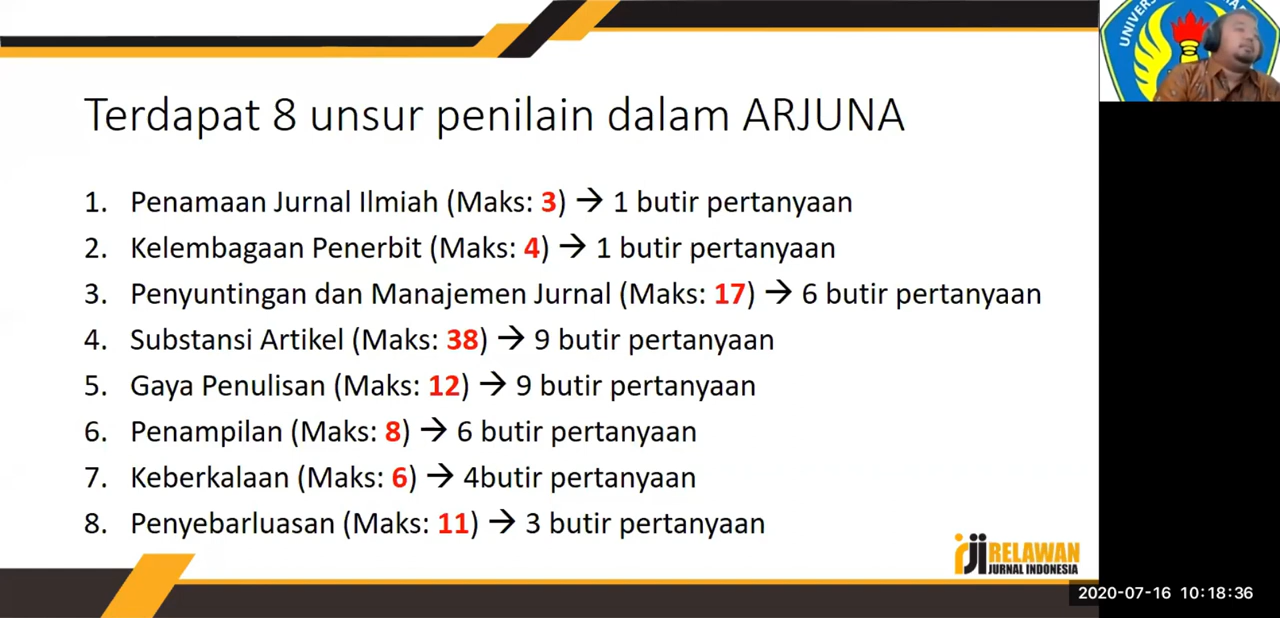 Terdapat 8 unsur penilain dalam ARJUNA
1. Penamaan Jurnal Ilmiah (Maks: 3) → 1 butir pertanyaan
2. Kelembagaan Penerbit (Maks: 4) → 1 butir pertanyaan
3. Penyuntingan dan Manajemen Jurnal (Maks: 17) → 6 butir pertanyaan
4. Substansi Artikel (Maks: 38) → 9 butir pertanyaan
5. Gaya Penulisan (Maks: 12) → 9 butir pertanyaan
6. Penampilan (Maks: 8) → 6 butir pertanyaan
7. Keberkalaan (Maks: 6) → 4butir pertanyaan
8. Penyebarluasan (Maks: 11) → 3 butir pertanyaan
rji RELAWAN
JURNAL INDONESIA
2020-07-16 10:18:36